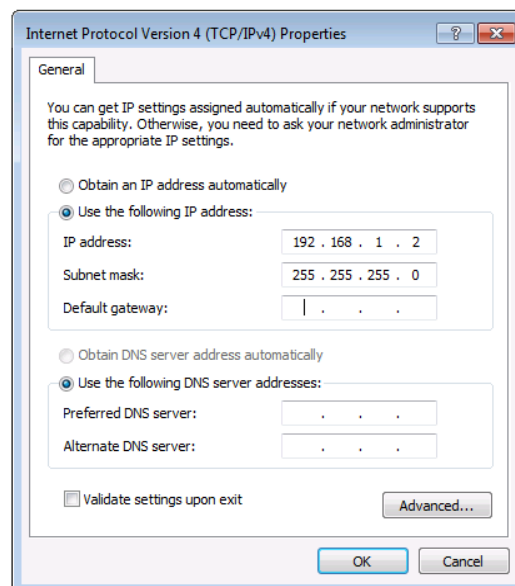 Internet Protocol Version 4 (TCP/IPv4) Properties
General
You can get IP settings assigned automatically if your network supports
this capability. Otherwise, you need to ask your network administrator
for the appropriate IP settings.
Obtain an IP address automatically
Use the following IP address:
IP address: 192 . 168 . 1 . 2
Subnet mask: 255 . 255 . 255 . 0
Default gateway: . . .
Obtain DNS server address automatically
Use the following DNS server addresses:
Preferred DNS server: . . .
Alternate DNS server: . . .
Validate settings upon exit
Advanced...
OK Cancel